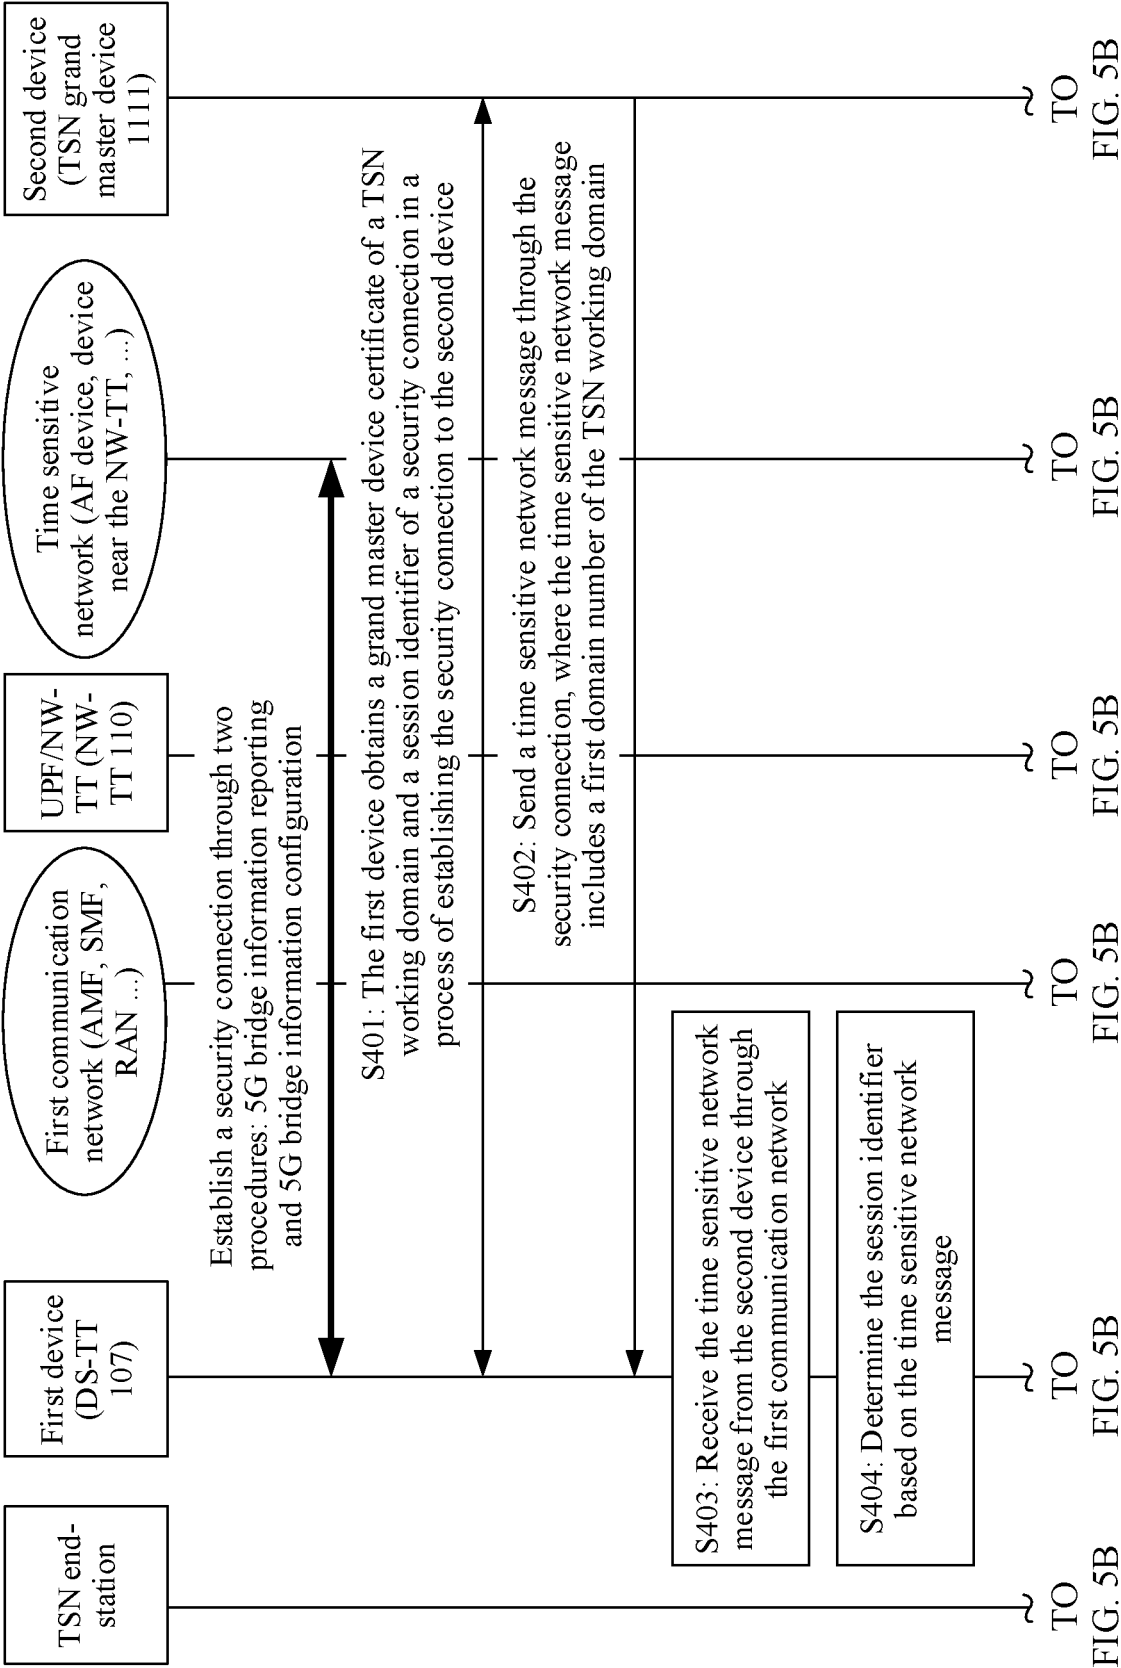 TSN end-
station
First device
(DS-TT
107)
First communication
network (AMF, SMF,
RAN ...)
UPF/NW-
TT (NW-
TT 110)
Time sensitive
network (AF device, device
near the NW-TT, ...)
Second device
(TSN grand
master device
1111)
Establish a security connection through two
procedures: 5G bridge information reporting
and 5G bridge information configuration
S401: The first device obtains a grand master device certificate of a TSN
working domain and a session identifier of a security connection in a
process of establishing the security connection to the second device
S402: Send a time sensitive network message through the
security connection, where the time sensitive network message
includes a first domain number of the TSN working domain
S403: Receive the time sensitive network
message from the second device through
the first communication network
S404: Determine the session identifier
based on the time sensitive network
message
TO
FIG. 5B
TO
FIG. 5B
TO
FIG. 5B
TO
FIG. 5B
TO
FIG. 5B
TO
FIG. 5B